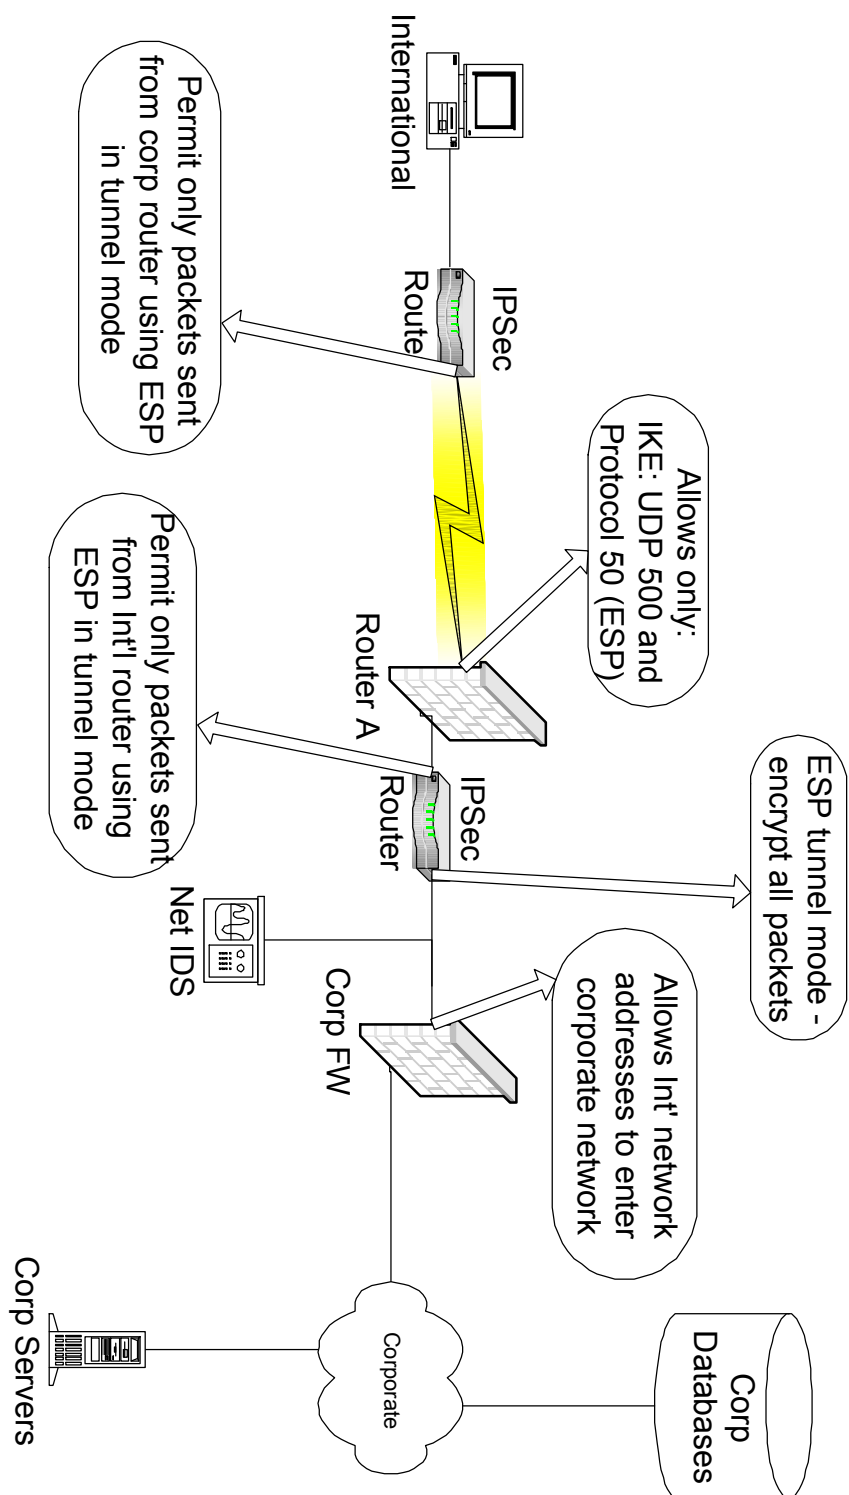 ESP tunnel mode -
encrypt all packets
Allows only:
IKE: UDP 500 and
Protocol 50 (ESP)
Allows Int' network
addresses to enter
corporate network
Corp
Databases
International
IPSec
Route
Router A
IPSec
Router
Corp FW
Corporate
Net IDS
Permit only packets sent
from corp router using ESP
in tunnel mode
Permit only packets sent
from Int'l router using
ESP in tunnel mode
Corp Servers